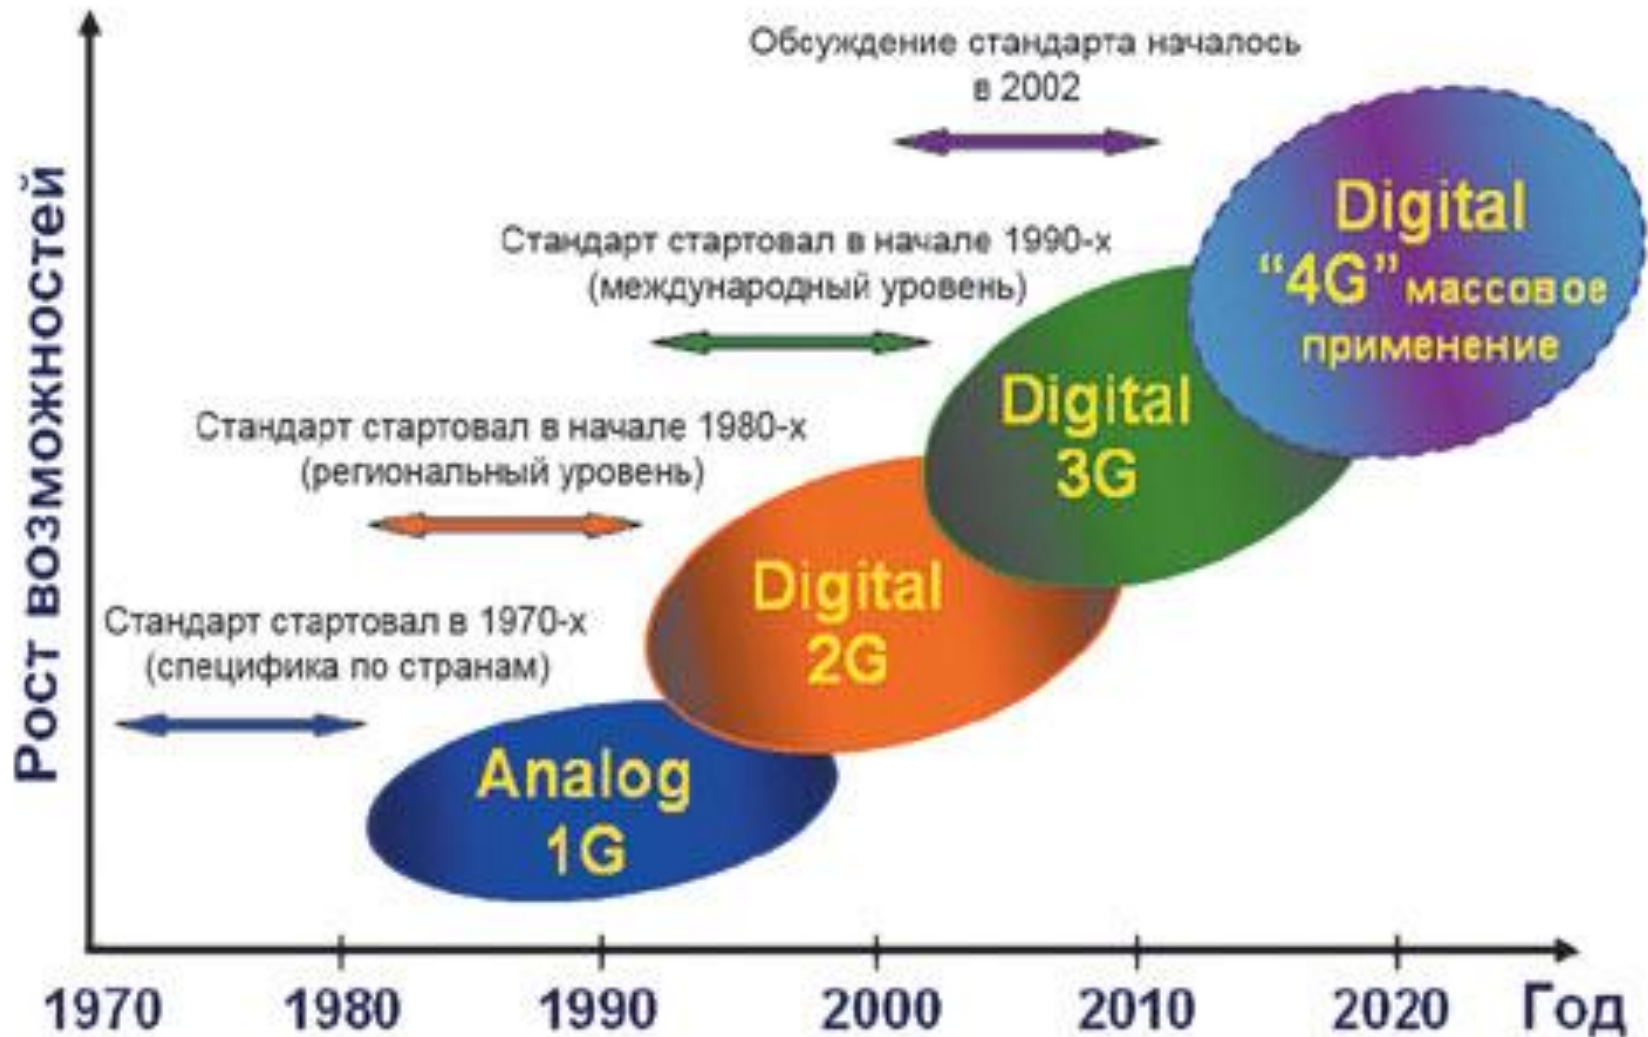 Рост возможностей
Обсуждение стандарта началось
в 2002
Digital
“4G” массовое
применение
Стандарт стартовал в начале 1990-х
(международный уровень)
Digital
3G
Стандарт стартовал в начале 1980-х
(региональный уровень)
Digital
2G
Стандарт стартовал в 1970-х
(специфика по странам)
Analog
1G
1970 1980 1990 2000 2010 2020 Год